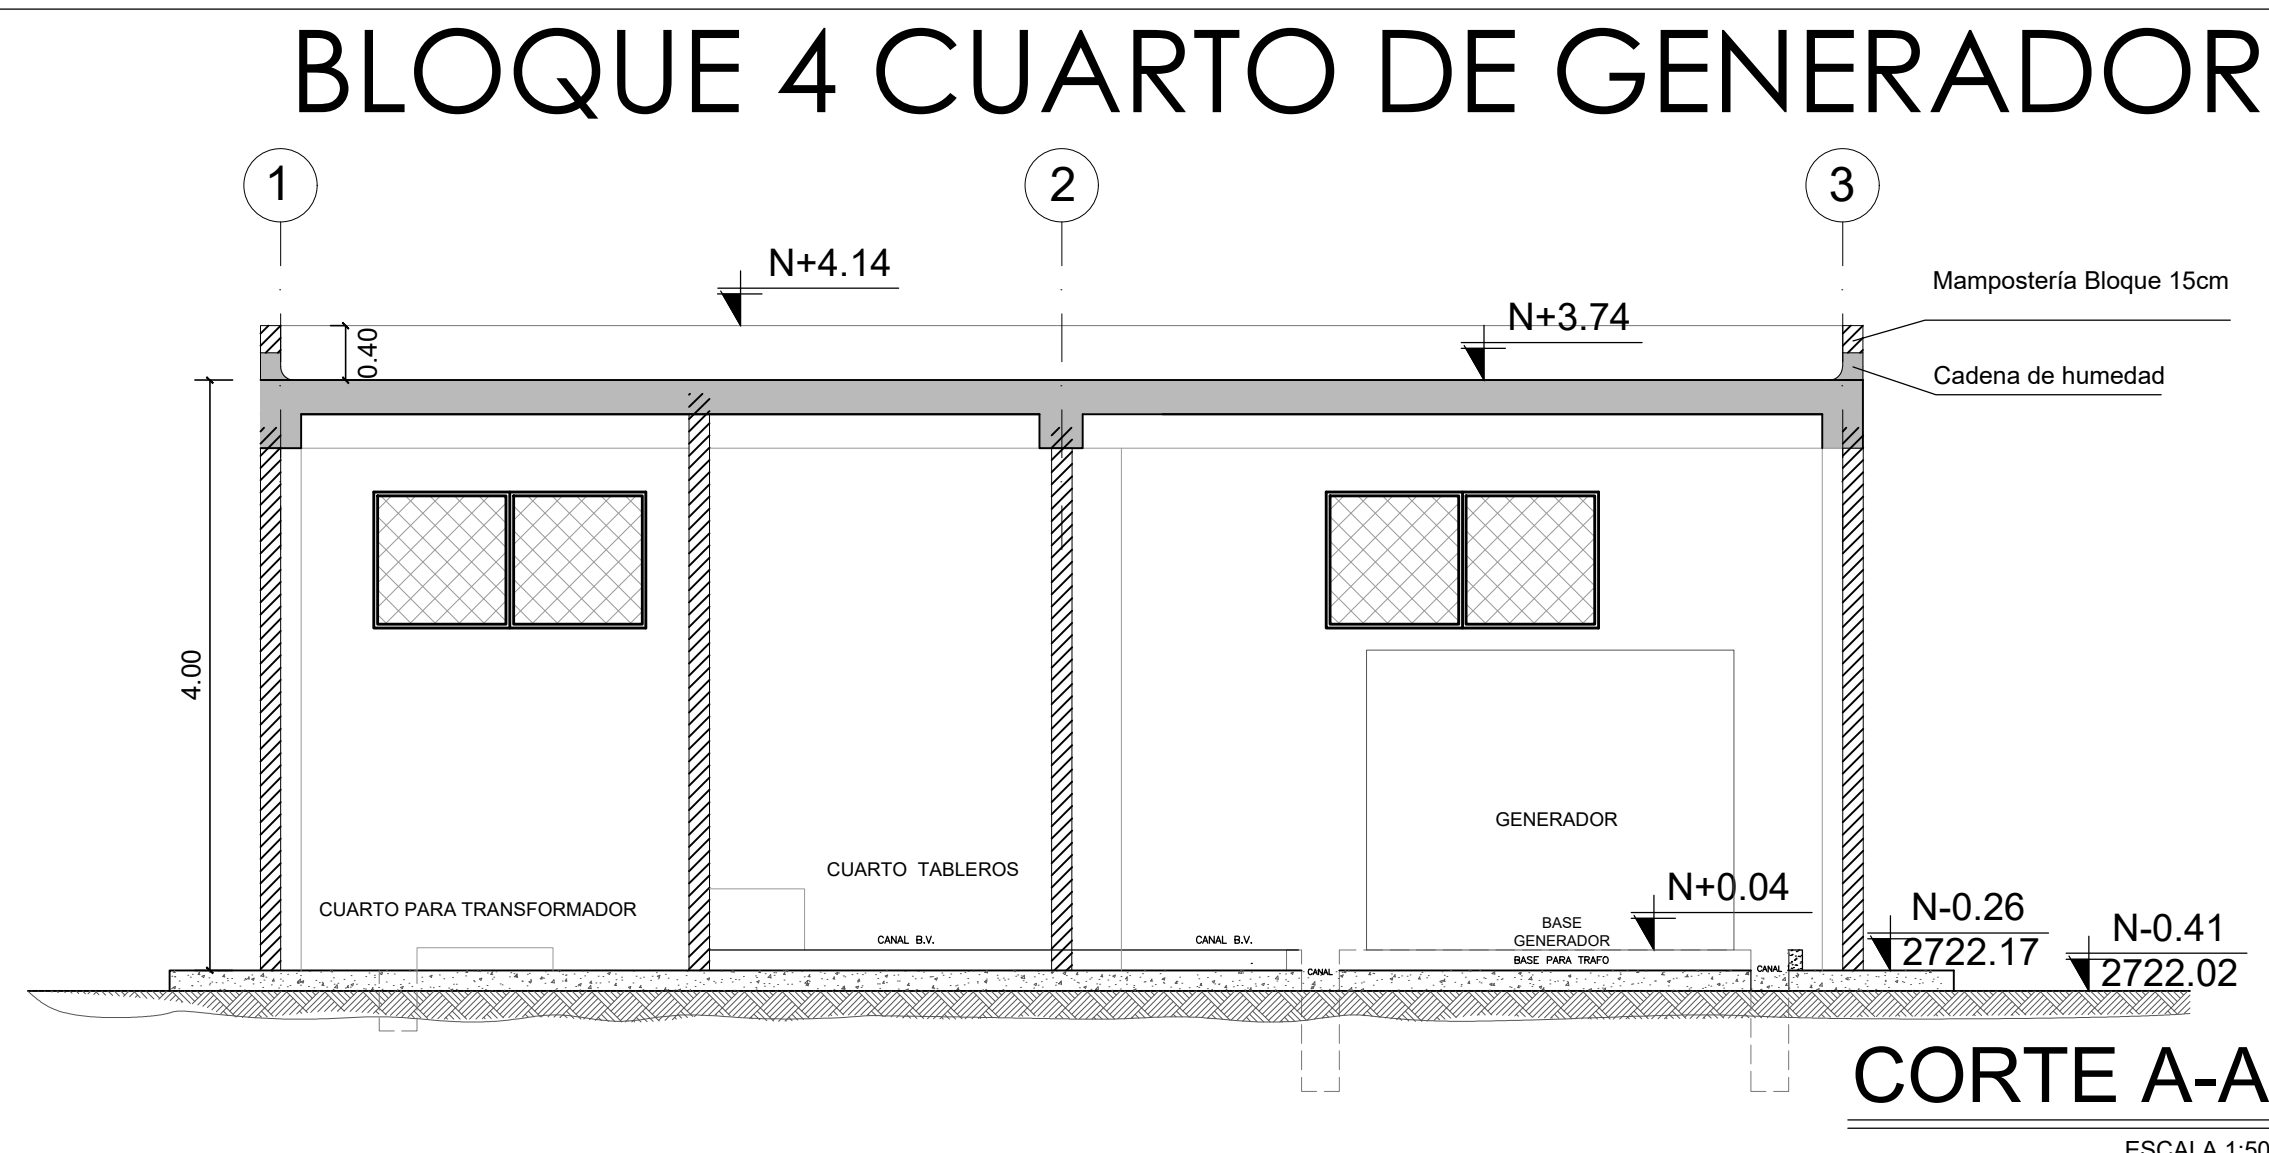 BLOQUE 4 CUARTO DE GENERADOR
1
2
3
N+4.14
Mampostería Bloque 15cm
N+3.74
0.40
Cadena de humedad
4.00
GENERADOR
CUARTO TABLEROS
N+0.04
CUARTO PARA TRANSFORMADOR
BASE
GENERADOR
BASE PARA TRAFO
CANAL B.V.
CANAL B.V.
CANAL
CANAL
N-0.26
2722.17
N-0.41
2722.02
CORTE A-A
ESCALA 1:50